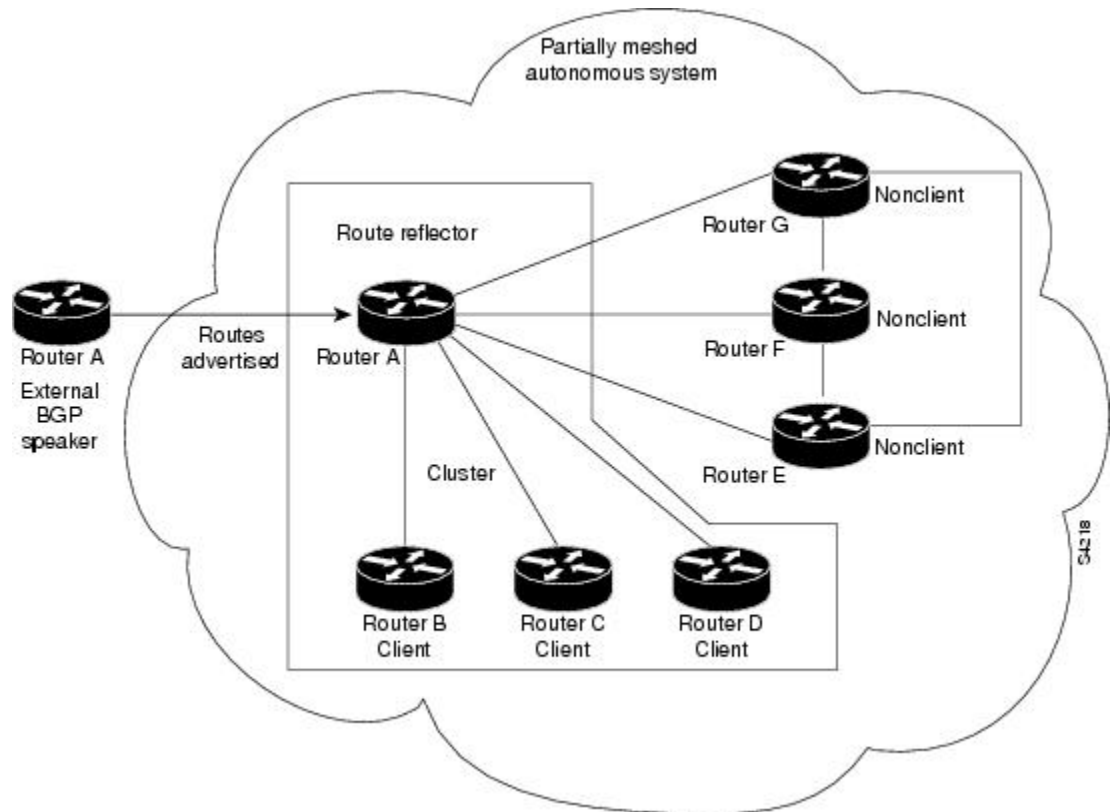 Partially meshed
autonomous system
Nonclient
Router G
Route reflector
Nonclient
Router A
Routes
advertised
Router A
Router F
External
BGP
speaker
Nonclient
Router E
Cluster
S4218
Router B
Client
Router C
Client
Router D
Client